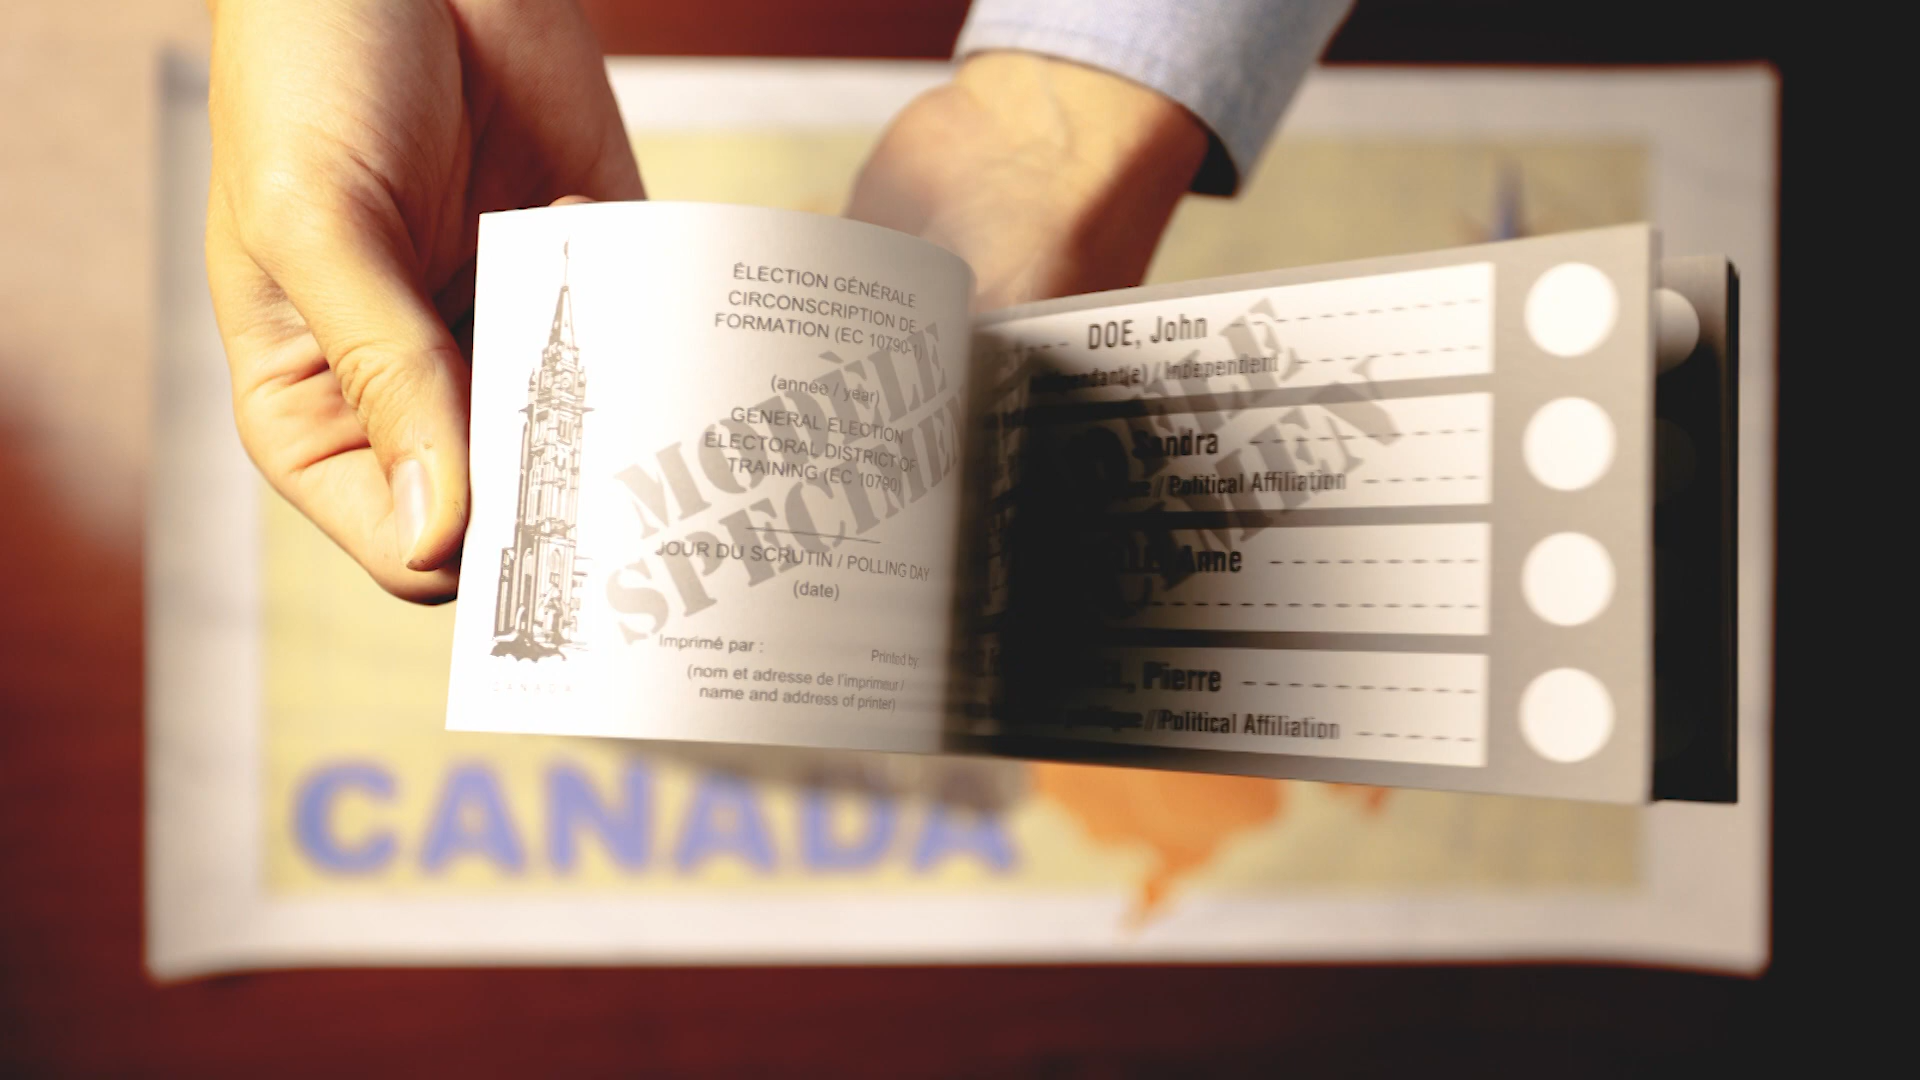 ÉLECTION GÉNÉRALE
CIRCONSCRIPTION DE
FORMATION (EC 10790-1)
(année / year)
GENERAL ELECTION
ELECTORAL DISTRICT OF
TRAINING (EC 10790)
JOUR DU SCRUTIN / POLLING DAY
(date)
Imprimé par :
Printed by:
(nom et adresse de l'imprimeur /
name and address of printer)
MODÈLE
SPECIMEN
CANADA
DOE, John
/ Independent
/ Political Affiliation
Anne
Pierre
/ Political Affiliation
CANADA